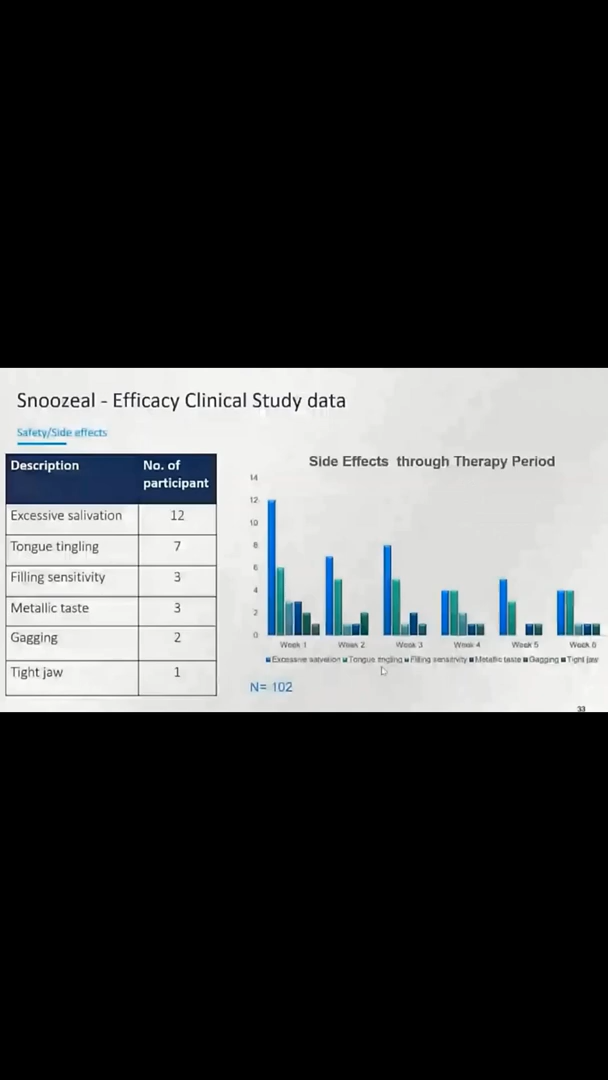 Snoozeal - Efficacy Clinical Study data
Safety/Side effects
Description No. of participant
Excessive salivation 12
Tongue tingling 7
Filling sensitivity 3
Metallic taste 3
Gagging 2
Tight jaw 1
Side Effects through Therapy Period
14
12
10
8
6
4
2
0
Week 1 Week 2 Week 3 Week 4 Week 5 Week 6
Excessive salivation Tongue tingling Filling sensitivity Metallic taste Gagging Tight jaw
N= 102
33